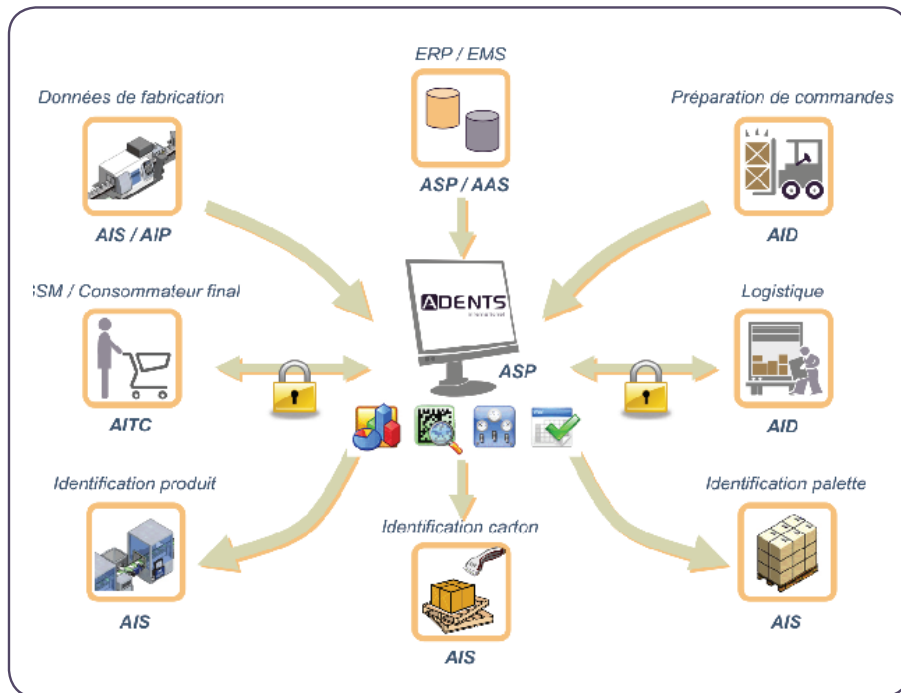 ERP / EMS
Données de fabrication
Préparation de commandes
ASP / AAS
AIS / AIP
AID
ADENTS
SM / Consommateur final
Logistique
ASP
AITC
AID
Identification produit
Identification carton
Identification palette
AIS
AIS
AIS